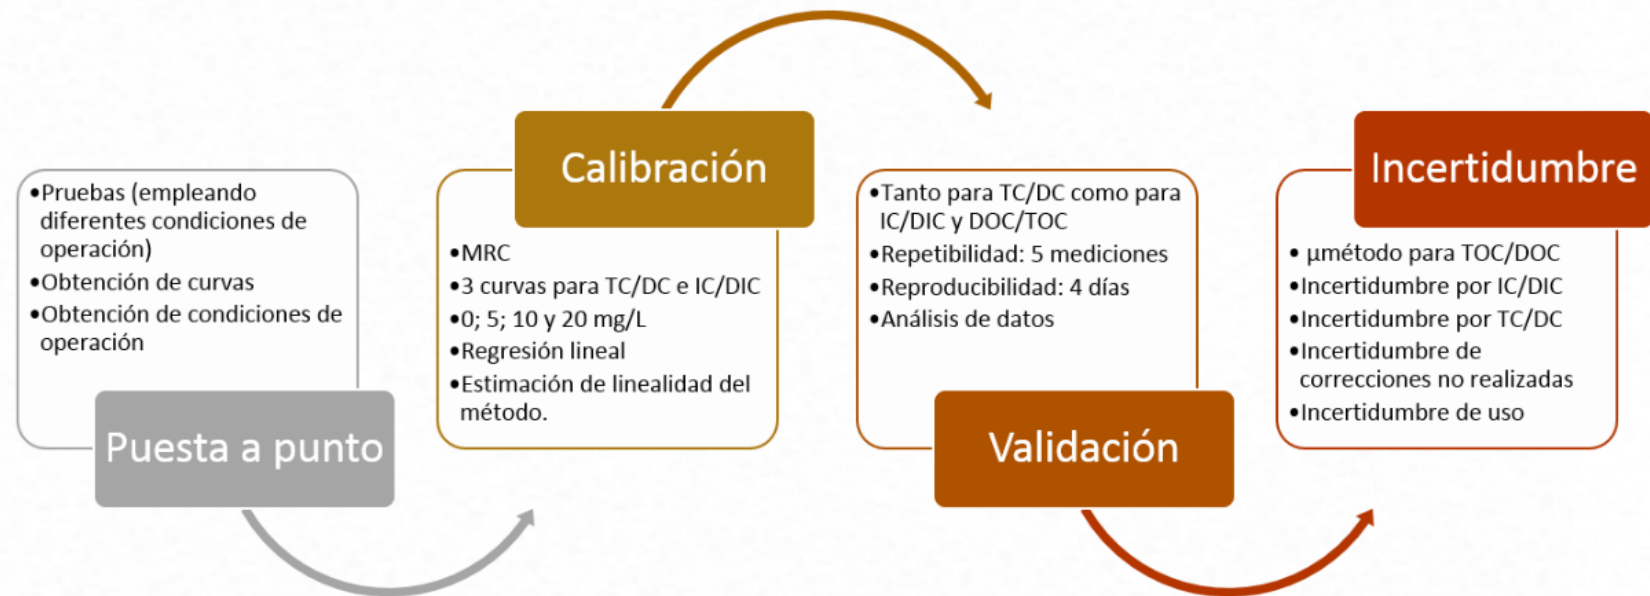 Puesta a punto
•Pruebas (empleando
diferentes condiciones de
operación)
•Obtención de curvas
•Obtención de condiciones de
operación
Calibración
•MRC
•3 curvas para TC/DC e IC/DIC
•0; 5; 10 y 20 mg/L
•Regresión lineal
•Estimación de linealidad del
método.
Validación
•Tanto para TC/DC como para
IC/DIC y DOC/TOC
•Repetibilidad: 5 mediciones
•Reproducibilidad: 4 días
•Análisis de datos
Incertidumbre
• µmétodo para TOC/DOC
•Incertidumbre por IC/DIC
•Incertidumbre por TC/DC
•Incertidumbre de
correcciones no realizadas
•Incertidumbre de uso